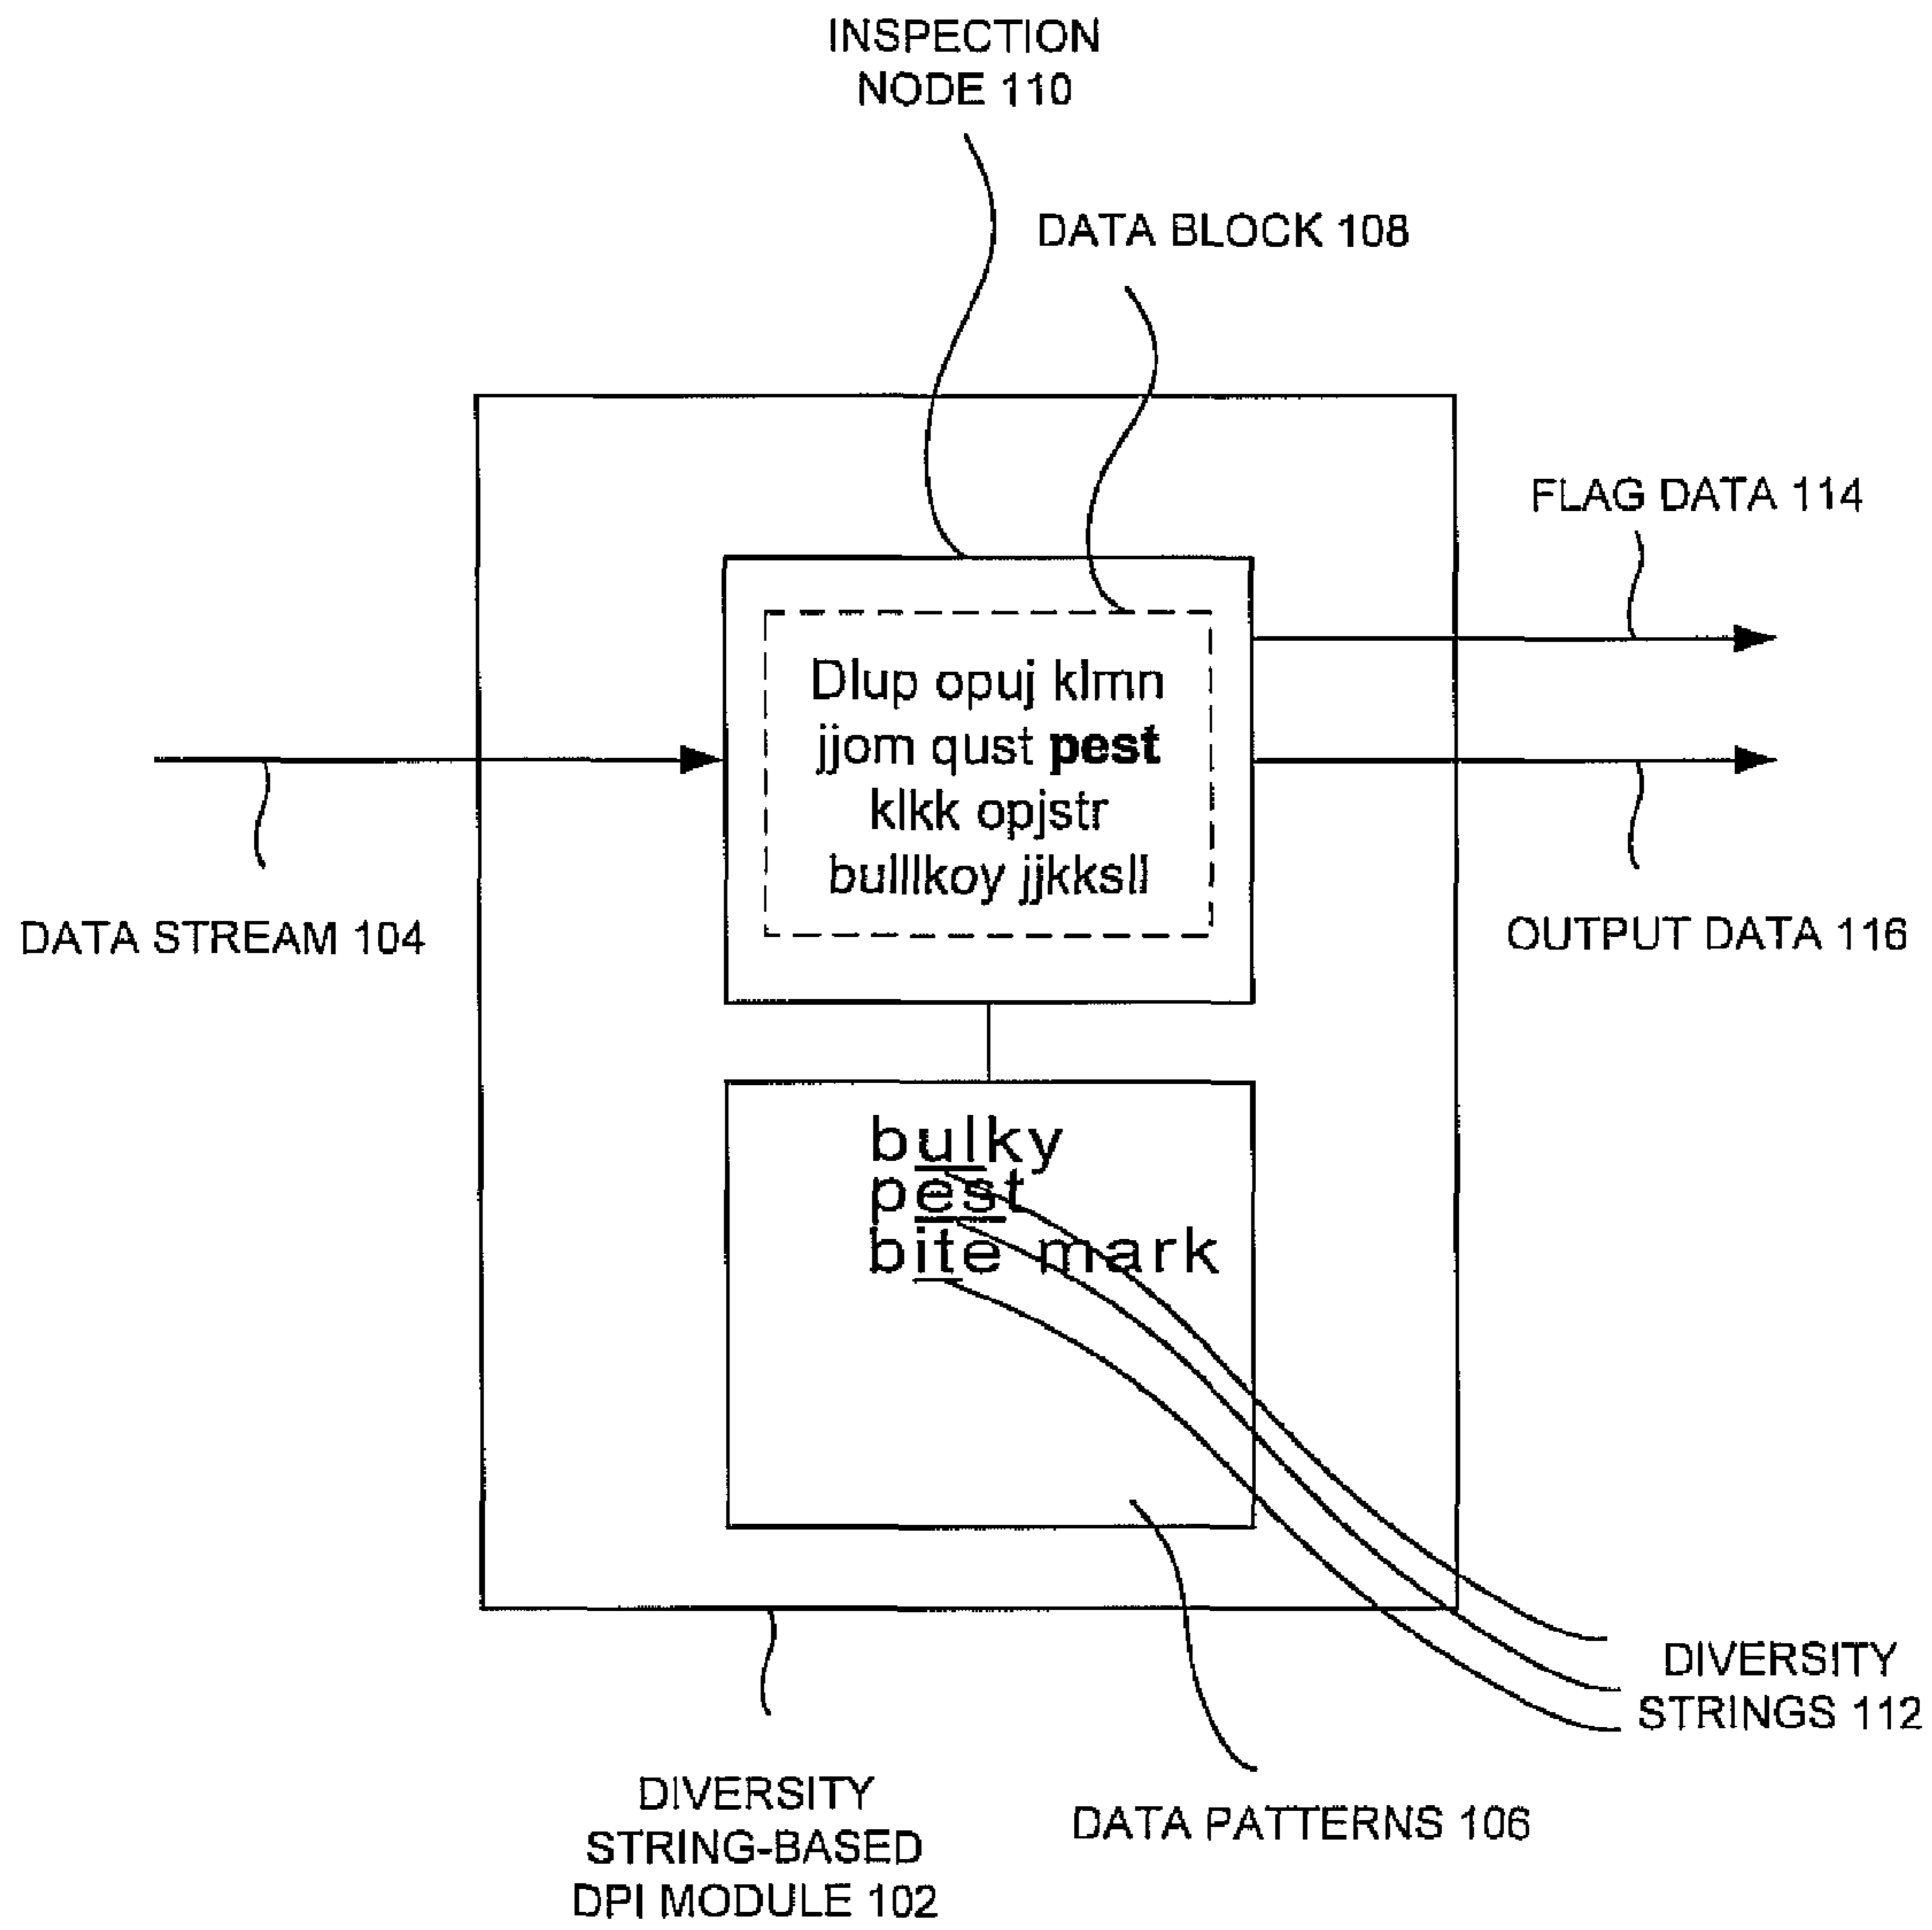 INSPECTION
NODE 110
DATA BLOCK 108
FLAG DATA 114
Dlup opuj klmn
jjom qust pest
klkk opjstr
bulllkoy jjkksll
DATA STREAM 104
OUTPUT DATA 116
bulky
pest
bite mark
DIVERSITY
STRINGS 112
DIVERSITY
STRING-BASED
DPI MODULE 102
DATA PATTERNS 106